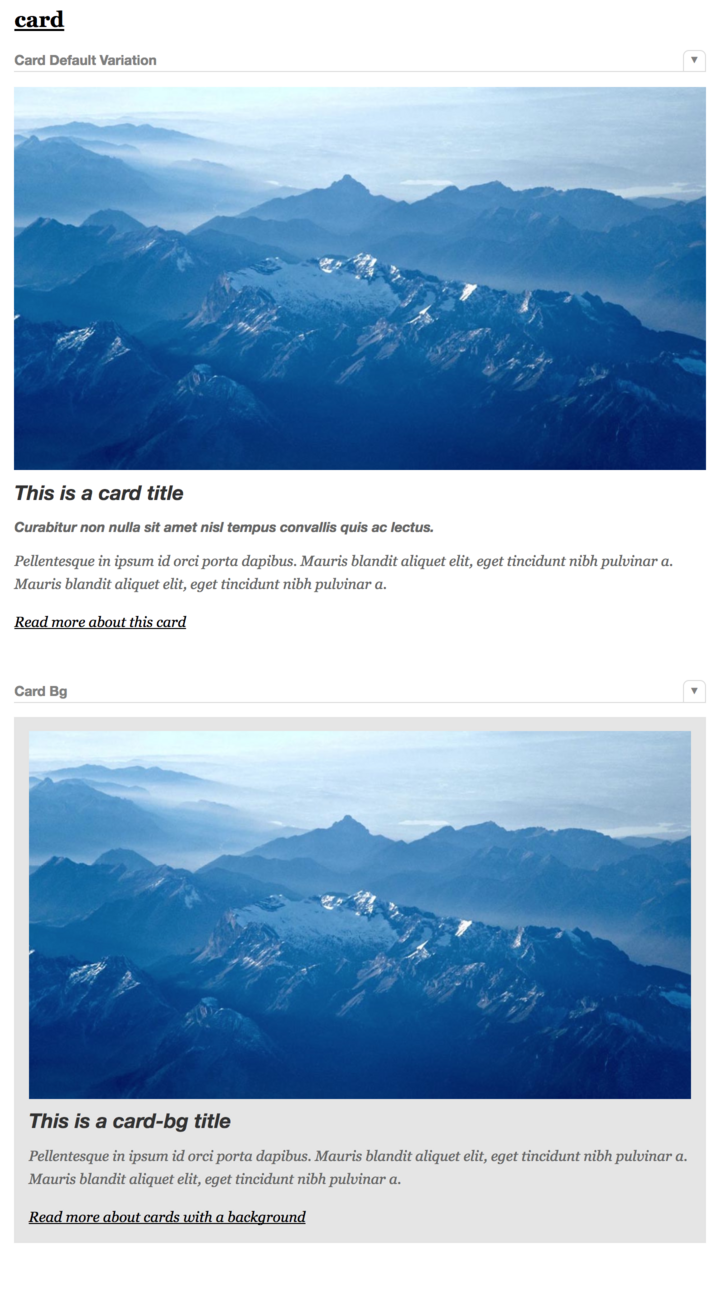 card
Card Default Variation
▼
This is a card title
Curabitur non nulla sit amet nisl tempus convallis quis ac lectus.
Pellentesque in ipsum id orci porta dapibus. Mauris blandit aliquet elit, eget tincidunt nibh pulvinar a.
Mauris blandit aliquet elit, eget tincidunt nibh pulvinar a.
Read more about this card
Card Bg
▼
This is a card-bg title
Pellentesque in ipsum id orci porta dapibus. Mauris blandit aliquet elit, eget tincidunt nibh pulvinar a.
Mauris blandit aliquet elit, eget tincidunt nibh pulvinar a.
Read more about cards with a background